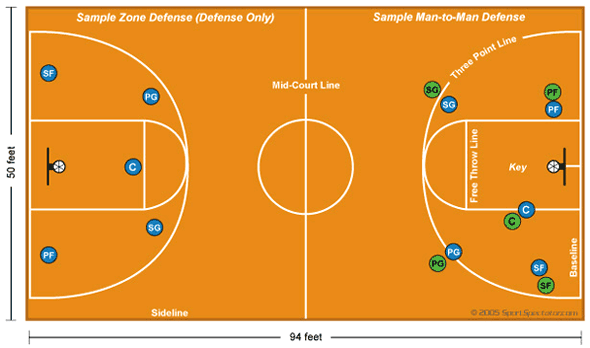 Sample Zone Defense (Defense Only)
Sample Man-to-Man Defense
Three Point Line
SF
PG
Mid-Court Line
SG
SG
PF
PF
50 feet
C
Free Throw Line
Key
C
C
SG
PF
PG
PG
SF
SF
Baseline
Sideline
© 2005 SportSpectator.com
94 feet